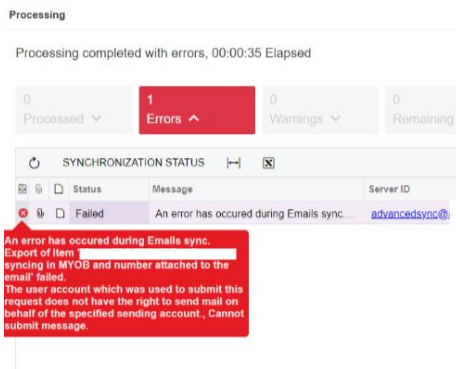 Processing
Processing completed with errors, 00:00:35 Elapsed
0 1 0 0
Processed Errors Warnings Remaining
SYNCHRONIZATION STATUS
Status Message Server ID
Failed An error has occured during Emails sync.... advancedsync@
An error has occured during Emails sync.
Export of item '
syncing in MYOB and number attached to the
email' failed.
The user account which was used to submit this
request does not have the right to send mail on
behalf of the specified sending account., Cannot
submit message.